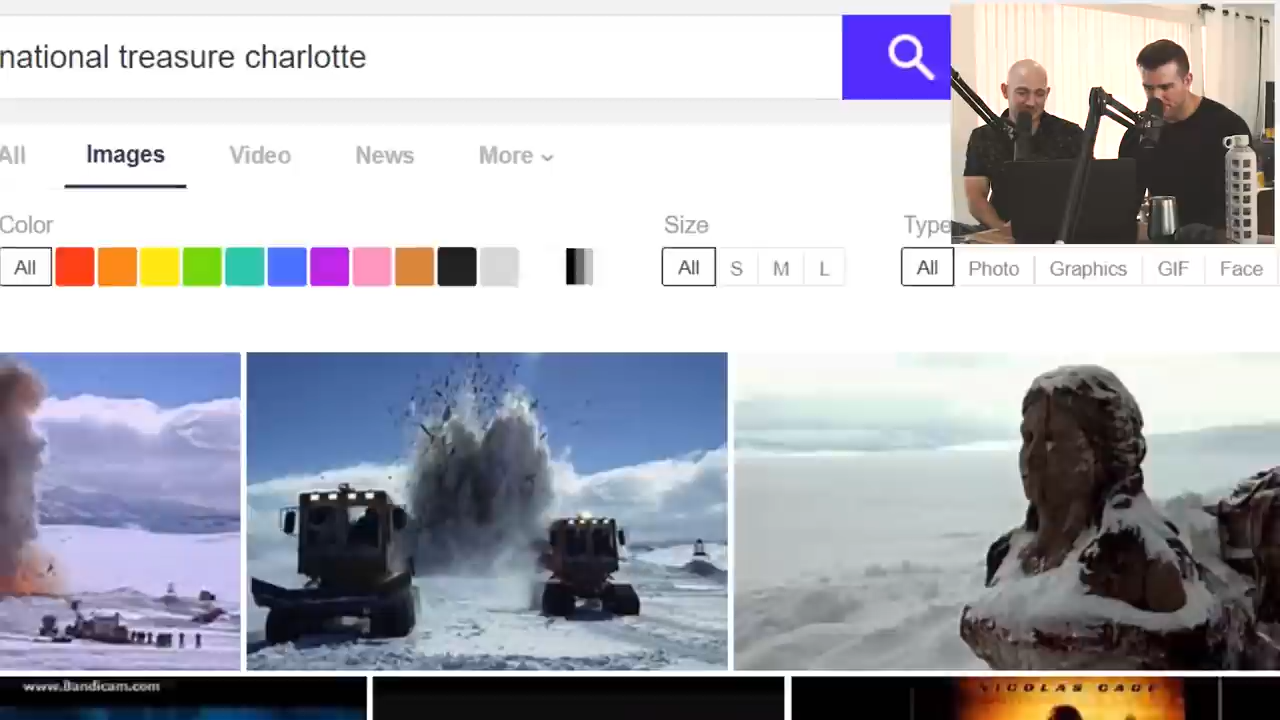 national treasure charlotte
All Images Video News More
Color
Size
Type
All
All S M L
All Photo Graphics GIF Face
www.Bandicam.com
NICOLAS CAGE